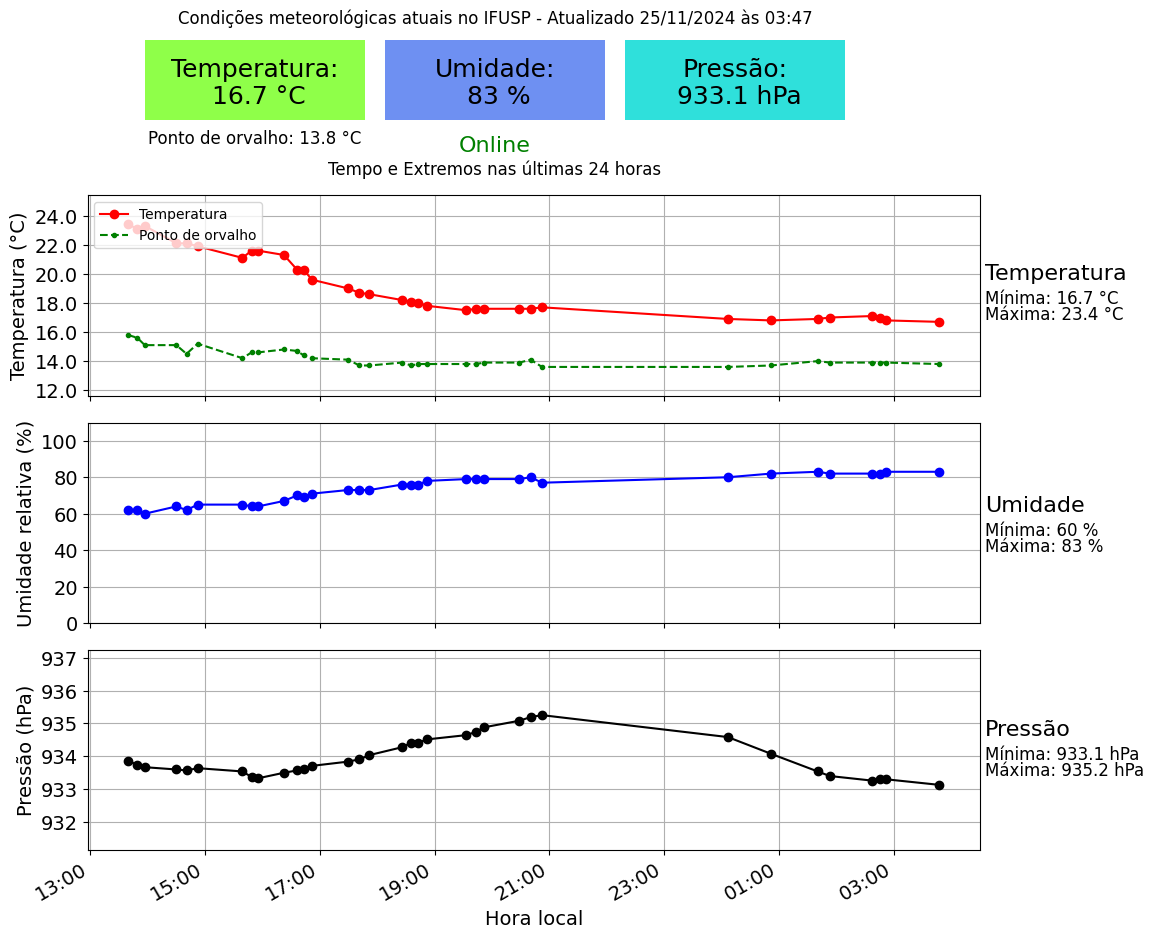 Condições meteorológicas atuais no IFUSP - Atualizado 25/11/2024 às 03:47
Temperatura:
16.7 °C
Umidade:
83 %
Pressão:
933.1 hPa
Ponto de orvalho: 13.8 °C
Online
Tempo e Extremos nas últimas 24 horas
Temperatura (°C)
24.0
22.0
20.0
18.0
16.0
14.0
12.0
Temperatura
Ponto de orvalho
Temperatura
Mínima: 16.7 °C
Máxima: 23.4 °C
Umidade relativa (%)
100
80
60
40
20
0
Umidade
Mínima: 60 %
Máxima: 83 %
Pressão (hPa)
937
936
935
934
933
932
Pressão
Mínima: 933.1 hPa
Máxima: 935.2 hPa
13:00
15:00
17:00
19:00
21:00
23:00
01:00
03:00
Hora local